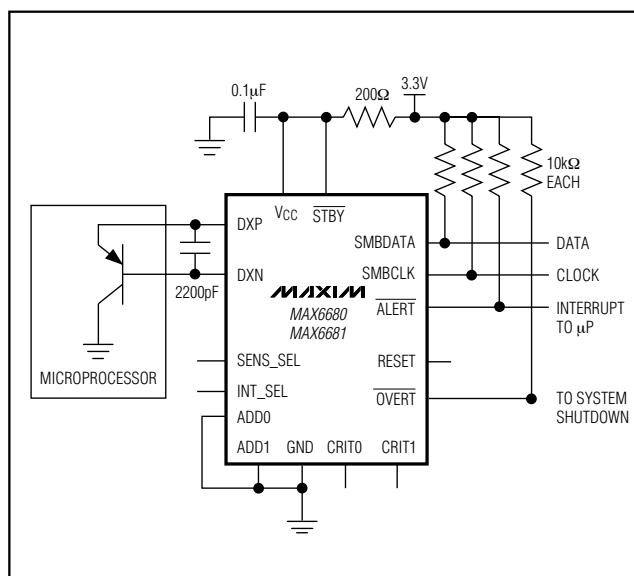 3.3V
0.1μF
200Ω
10kΩ
EACH
VCC
STBY
DXP
DXN
2200pF
SMBDATA
DATA
SMBCLK
CLOCK
MAXIM
MAX6680
MAX6681
ALERT
INTERRUPT
TO μP
MICROPROCESSOR
SENS_SEL
RESET
INT_SEL
OVERT
TO SYSTEM
SHUTDOWN
ADD0
ADD1
GND
CRIT0
CRIT1